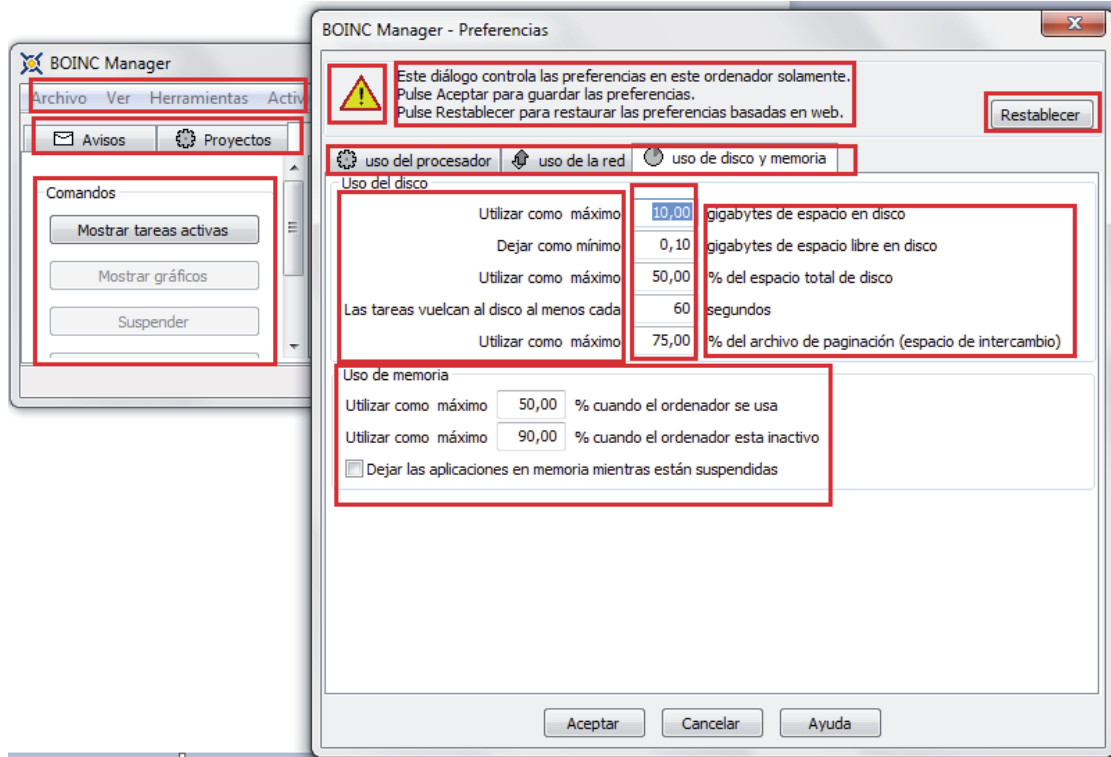 BOINC Manager
Archivo Ver Herramientas Activ
Avisos Proyectos
Comandos
Mostrar tareas activas
Mostrar gráficos
Suspender
BOINC Manager - Preferencias
Este diálogo controla las preferencias en este ordenador solamente.
Pulse Aceptar para guardar las preferencias.
Pulse Restablecer para restaurar las preferencias basadas en web.
Restablecer
uso del procesador uso de la red uso de disco y memoria
Uso del disco
Utilizar como máximo 10,00 gigabytes de espacio en disco
Dejar como mínimo 0,10 gigabytes de espacio libre en disco
Utilizar como máximo 50,00 % del espacio total de disco
Las tareas vuelcan al disco al menos cada 60 segundos
Utilizar como máximo 75,00 % del archivo de paginación (espacio de intercambio)
Uso de memoria
Utilizar como máximo 50,00 % cuando el ordenador se usa
Utilizar como máximo 90,00 % cuando el ordenador esta inactivo
Dejar las aplicaciones en memoria mientras están suspendidas
Aceptar Cancelar Ayuda